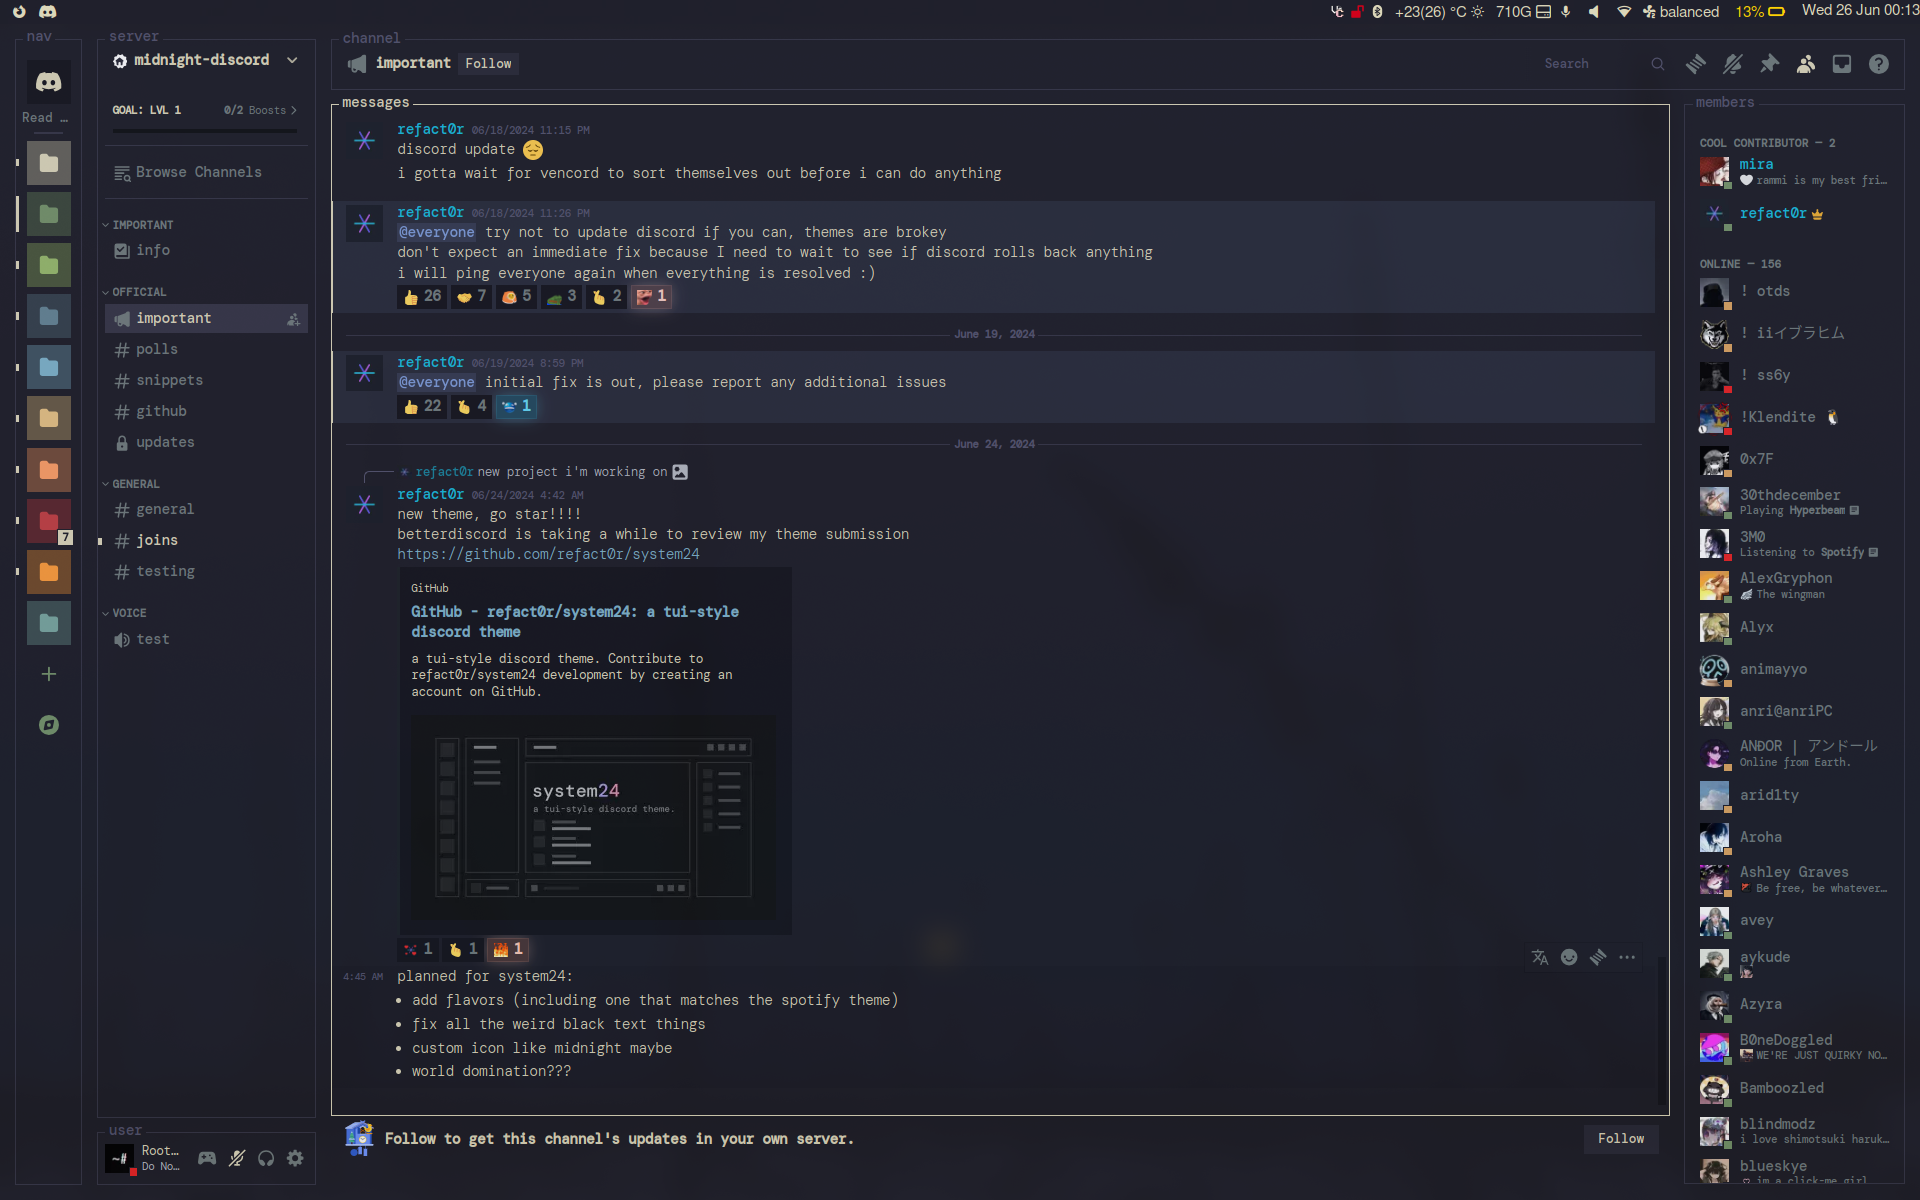 +23(26) °C
710G
balanced
13%
Wed 26 Jun 00:13
nav
Read ...
7
server
midnight-discord
GOAL: LVL 1
0/2 Boosts
Browse Channels
IMPORTANT
info
OFFICIAL
important
polls
snippets
github
updates
GENERAL
general
joins
testing
VOICE
test
user
~#
Root...
Do No...
channel
important
Follow
Search
messages
refact0r 06/18/2024 11:15 PM
discord update 😔
i gotta wait for vencord to sort themselves out before i can do anything
refact0r 06/18/2024 11:26 PM
@everyone try not to update discord if you can, themes are brokey
don't expect an immediate fix because I need to wait to see if discord rolls back anything
i will ping everyone again when everything is resolved :)
26 7 5 3 2 1
June 19, 2024
refact0r 06/19/2024 8:59 PM
@everyone initial fix is out, please report any additional issues
22 4 1
June 24, 2024
refact0r new project i'm working on
refact0r 06/24/2024 4:42 AM
new theme, go star!!!!
betterdiscord is taking a while to review my theme submission
https://github.com/refact0r/system24
GitHub
GitHub - refact0r/system24: a tui-style
discord theme
a tui-style discord theme. Contribute to
refact0r/system24 development by creating an
account on GitHub.
system24
a tui-style discord theme.
1 1 1
4:45 AM planned for system24:
• add flavors (including one that matches the spotify theme)
• fix all the weird black text things
• custom icon like midnight maybe
• world domination???
Follow to get this channel's updates in your own server.
Follow
members
COOL CONTRIBUTOR — 2
mira
🤍 rammi is my best fri...
refact0r
ONLINE — 156
! otds
! iiイブラヒム
! ss6y
!Klendite 🐧
0x7F
30thdecember
Playing Hyperbeam
3M0
Listening to Spotify
AlexGryphon
The wingman
Alyx
animayyo
anri@anriPC
ANĐOR | アンドール
Online from Earth.
arid1ty
Aroha
Ashley Graves
Be free, be whatever...
avey
aykude
Azyra
B0neDoggled
WE'RE JUST QUIRKY NO...
Bamboozled
blindmodz
i love shimotsuki haruk...
blueskye
im a click-me girl